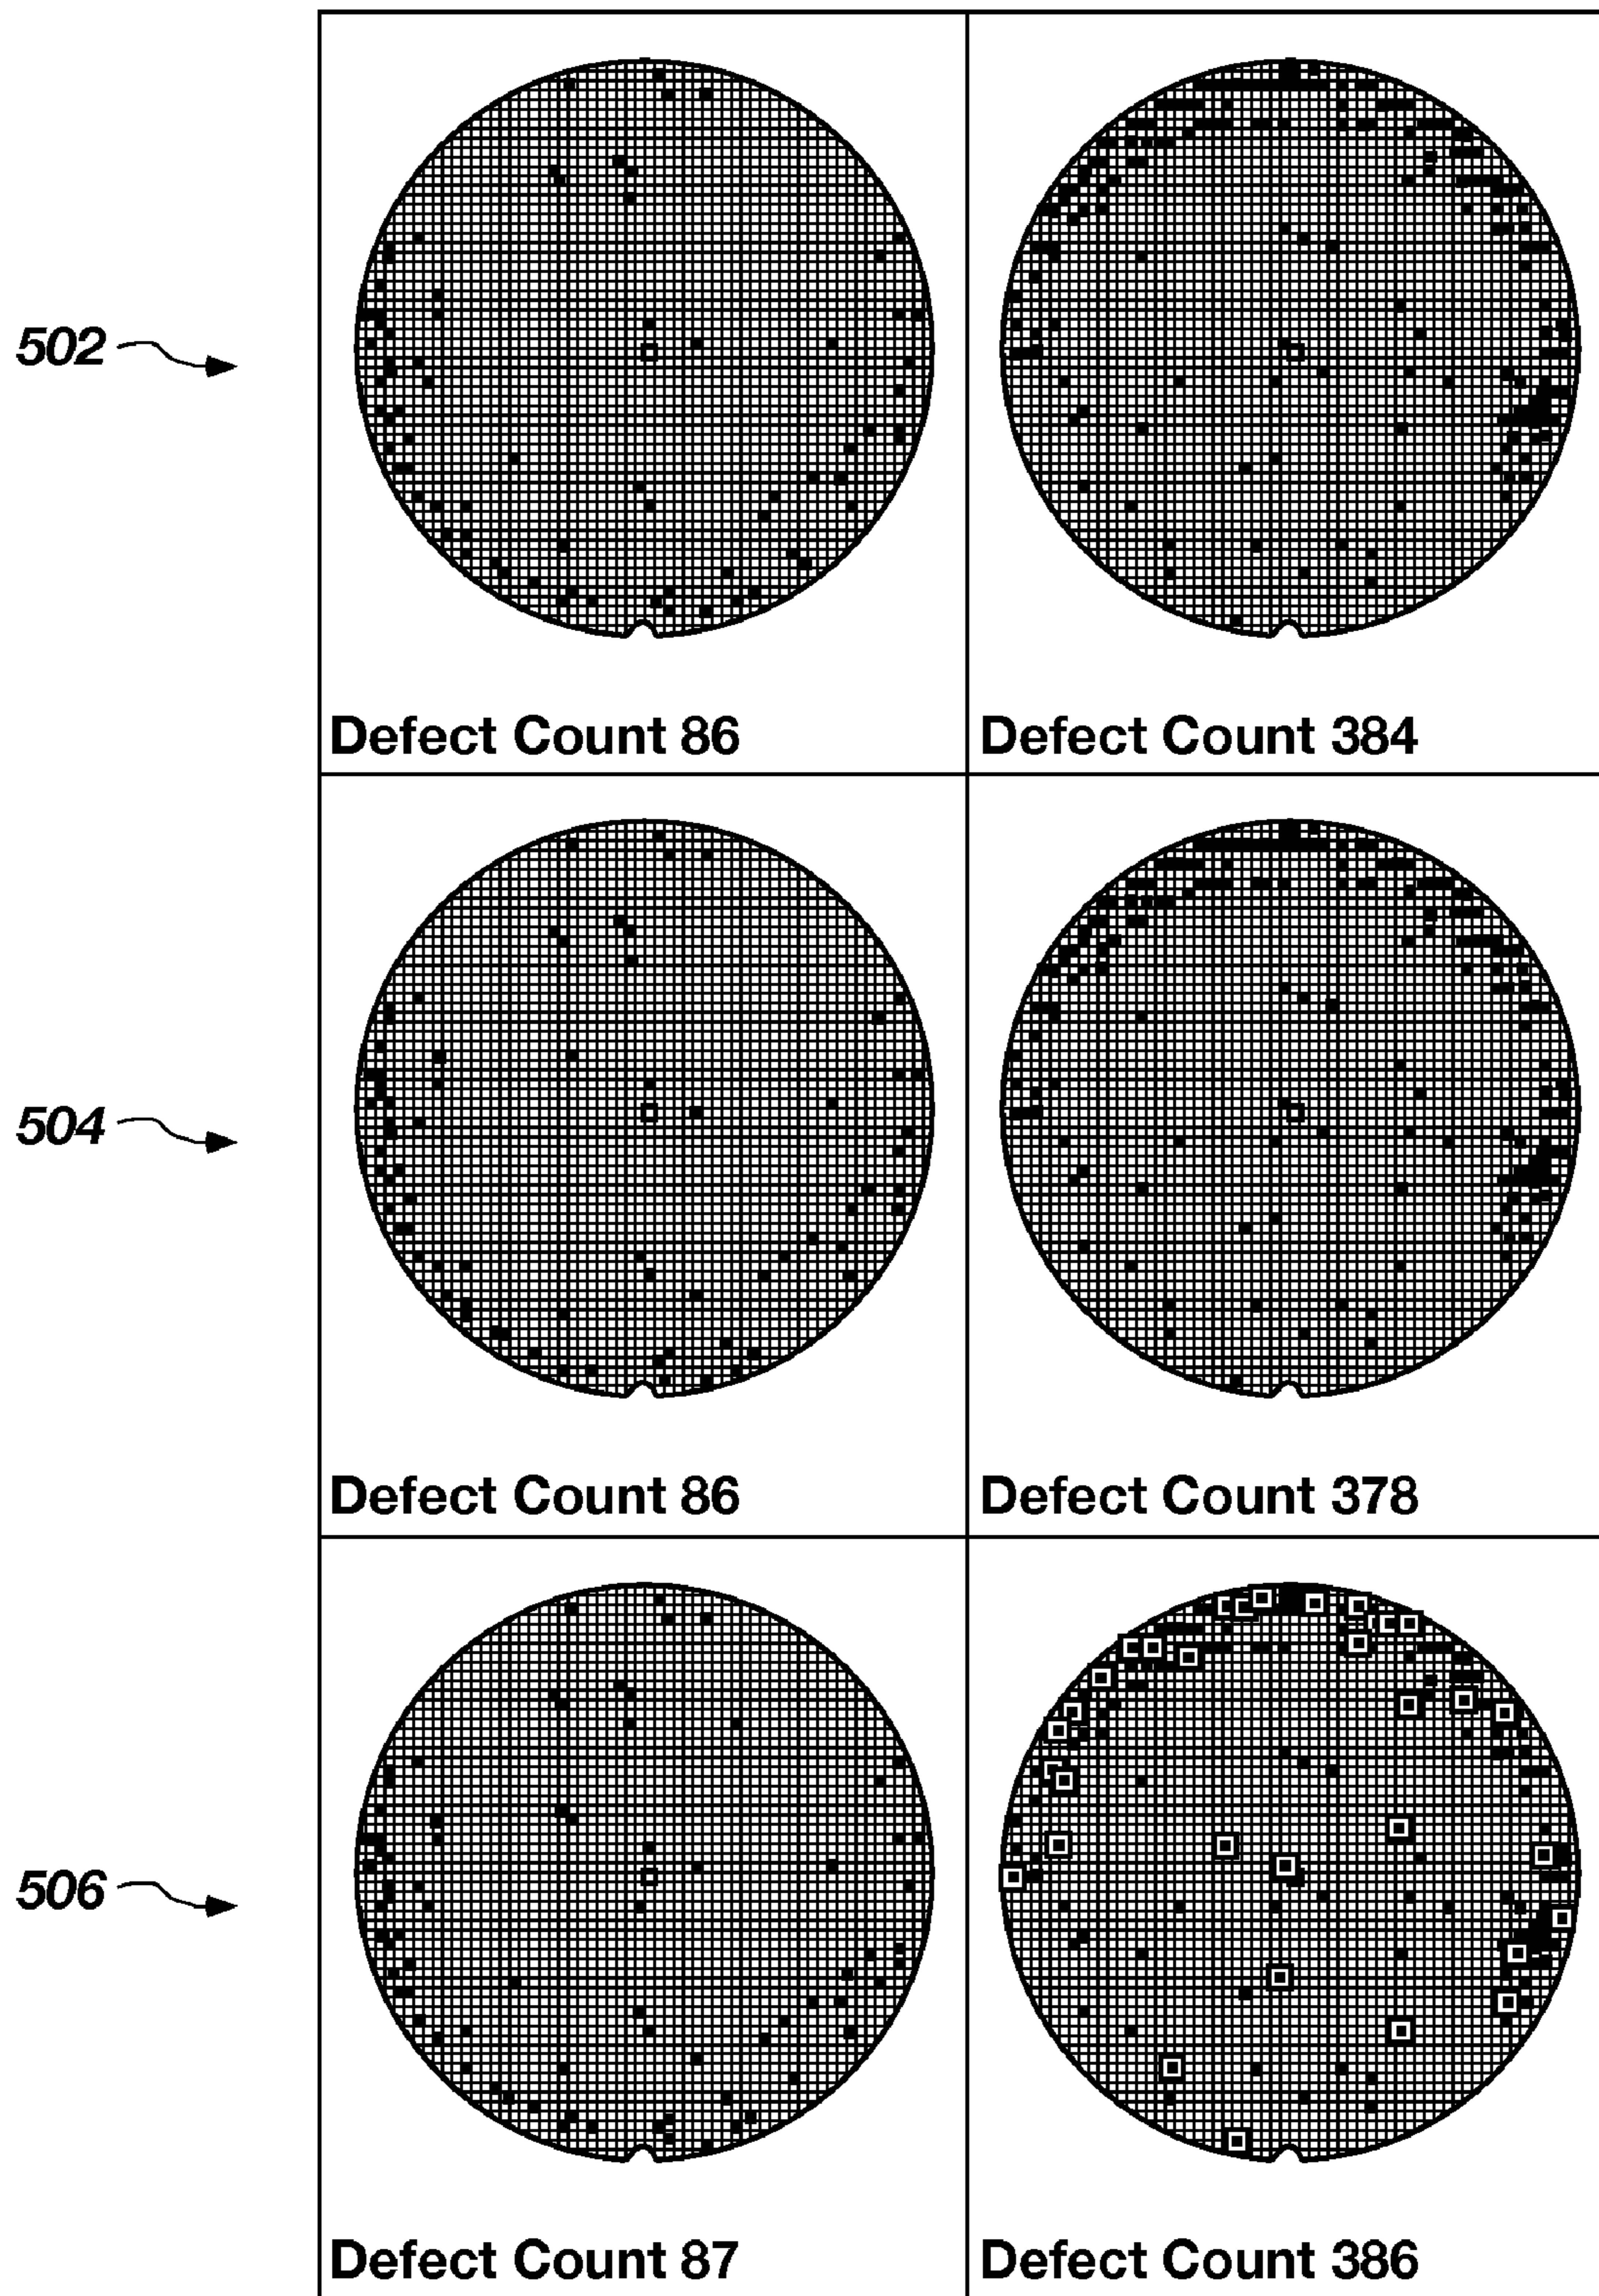 502
Defect Count 86
Defect Count 384
504
Defect Count 86
Defect Count 378
506
Defect Count 87
Defect Count 386